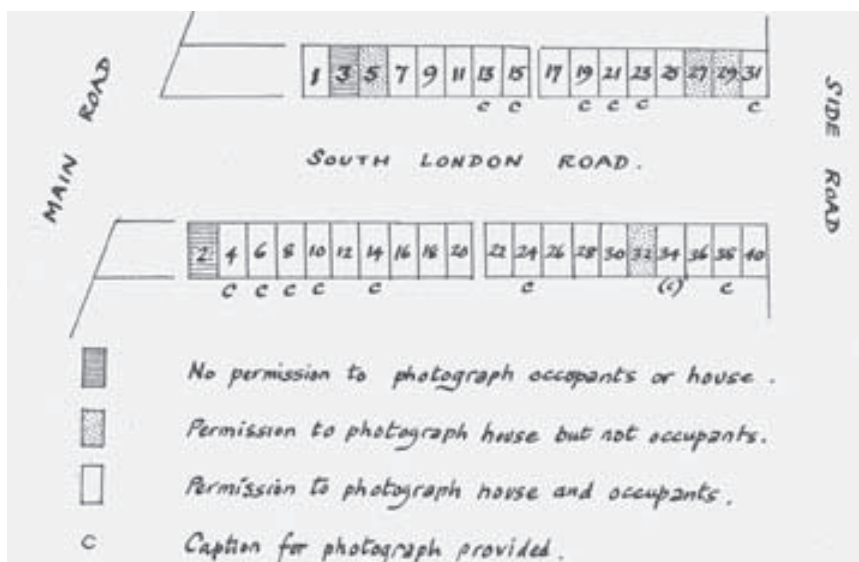 1 3 5 7 9 11 13 15 17 19 21 23 25 27 29 31
c c c c c c
MAIN ROAD
SOUTH LONDON ROAD.
SIDE ROAD
2 4 6 8 10 12 14 16 18 20 22 24 26 28 30 32 34 36 38 40
c c c c c c (c) c
No permission to photograph occupants or house.
Permission to photograph house but not occupants.
Permission to photograph house and occupants.
C Caption for photograph provided.